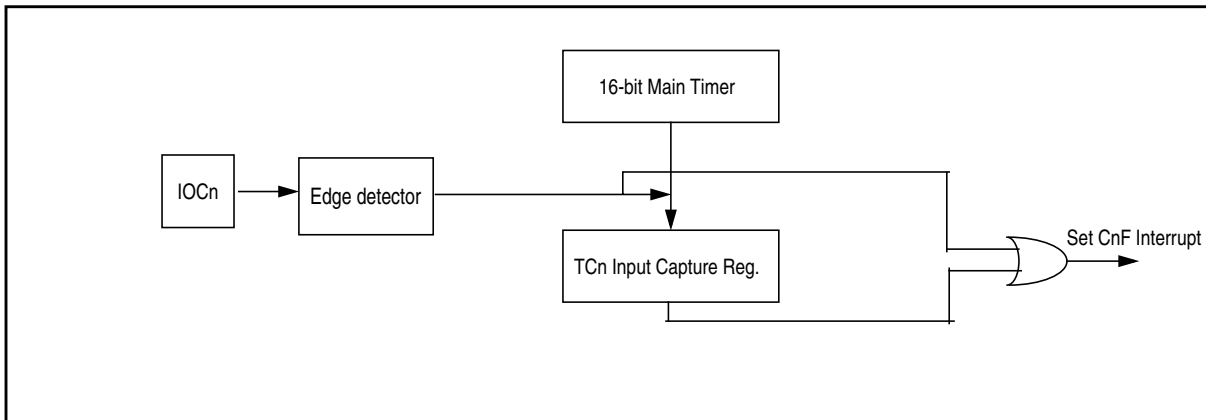 16-bit Main Timer
IOCn
Edge detector
TCn Input Capture Reg.
Set CnF Interrupt